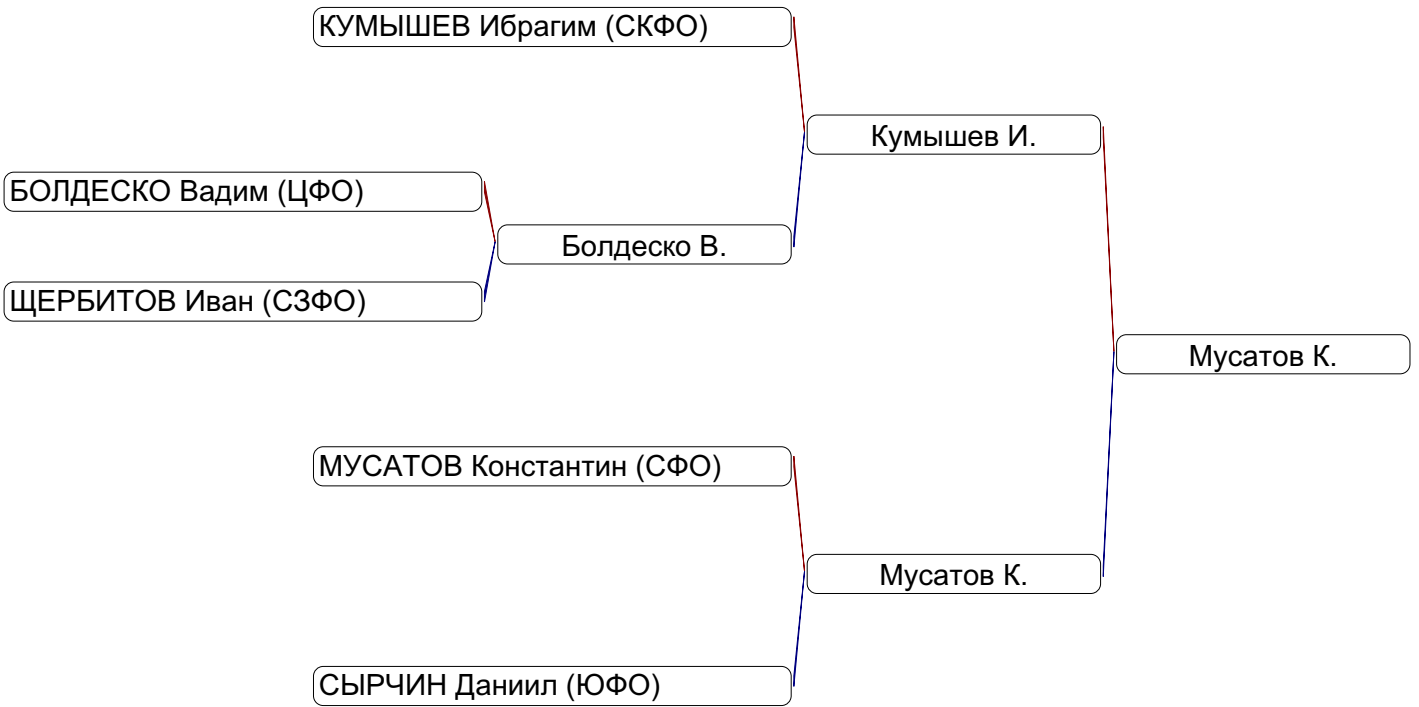 КУМЫШЕВ Ибрагим (СКФО)
Кумышев И.
БОЛДЕСКО Вадим (ЦФО)
Болдеско В.
ЩЕРБИТОВ Иван (СЗФО)
Мусатов К.
МУСАТОВ Константин (СФО)
Мусатов К.
СЫРЧИН Даниил (ЮФО)